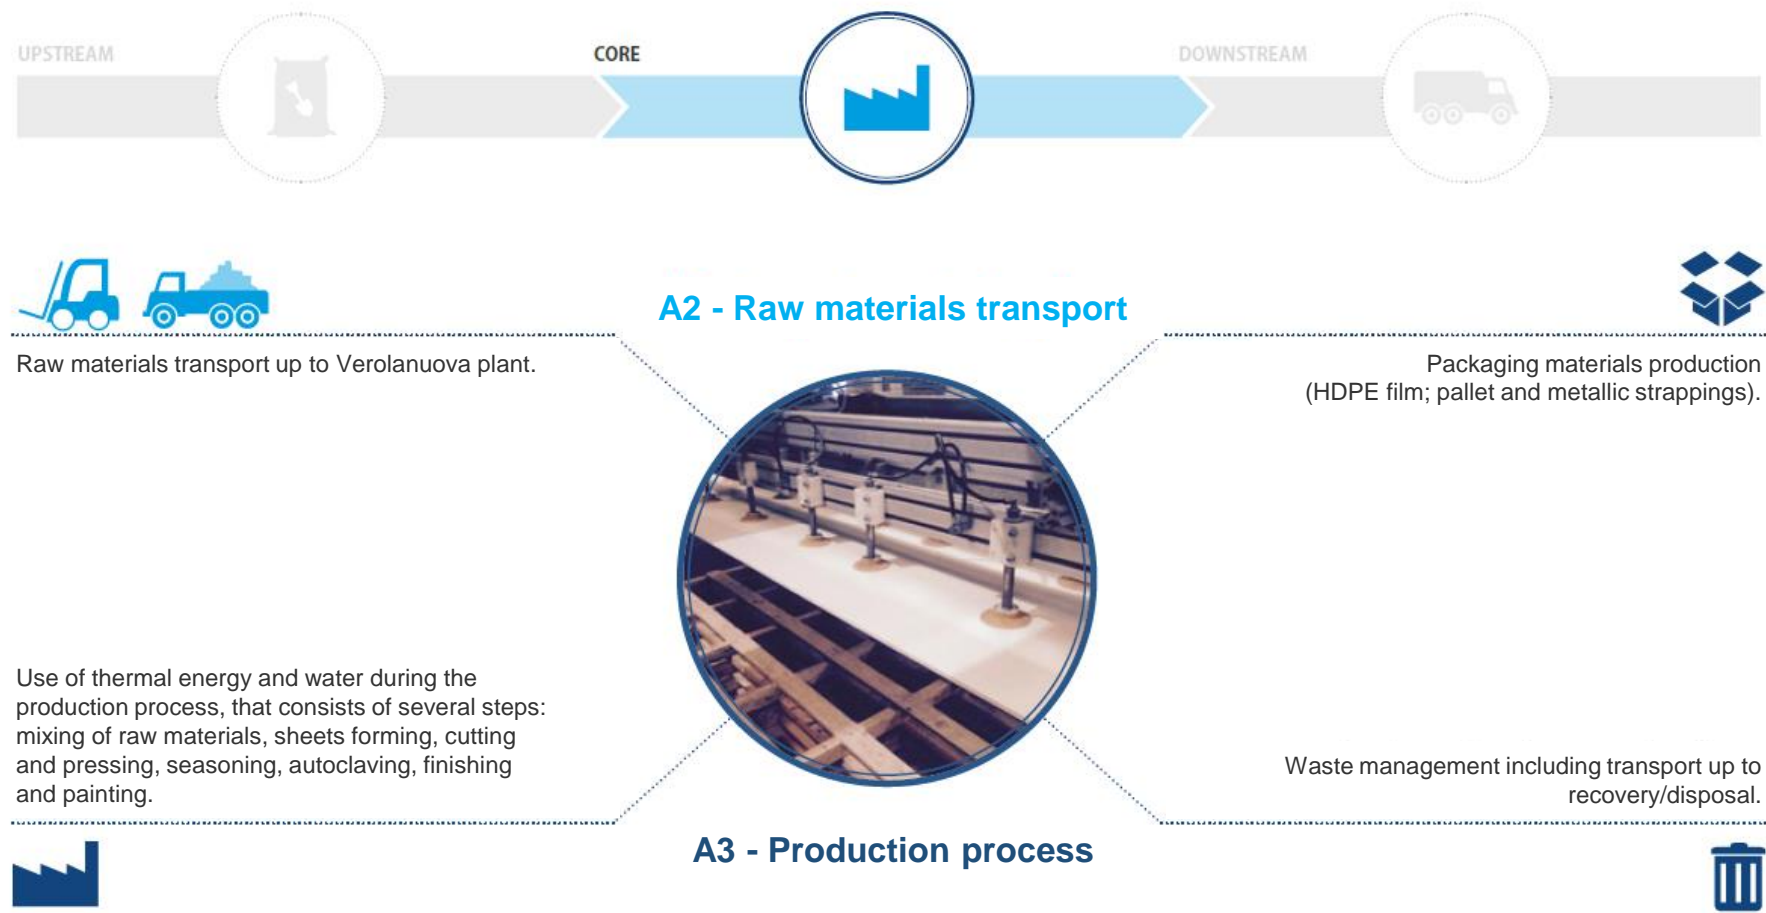 UPSTREAM
CORE
DOWNSTREAM
A2 - Raw materials transport
Raw materials transport up to Verolanuova plant.
Packaging materials production
(HDPE film; pallet and metallic strappings).
Use of thermal energy and water during the
production process, that consists of several steps:
mixing of raw materials, sheets forming, cutting
and pressing, seasoning, autoclaving, finishing
and painting.
Waste management including transport up to
recovery/disposal.
A3 - Production process